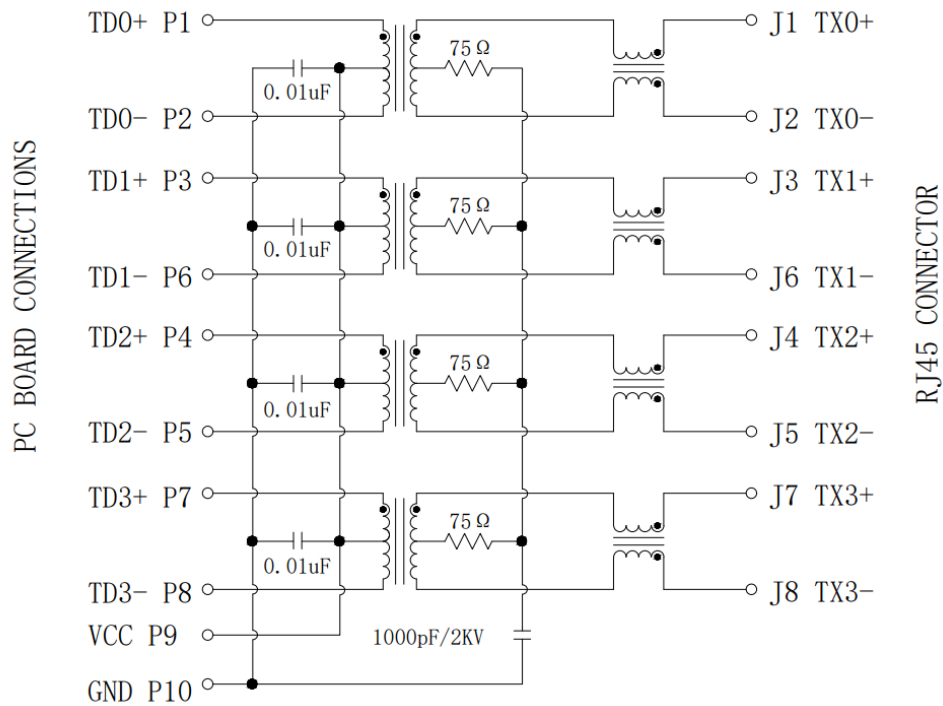 TD0+ P1
75Ω
J1 TX0+
0.01uF
TD0- P2
J2 TX0-
TD1+ P3
75Ω
J3 TX1+
0.01uF
TD1- P6
J6 TX1-
TD2+ P4
75Ω
J4 TX2+
0.01uF
TD2- P5
J5 TX2-
TD3+ P7
75Ω
J7 TX3+
0.01uF
TD3- P8
J8 TX3-
VCC P9
1000pF/2KV
GND P10
PC BOARD CONNECTIONS
RJ45 CONNECTOR